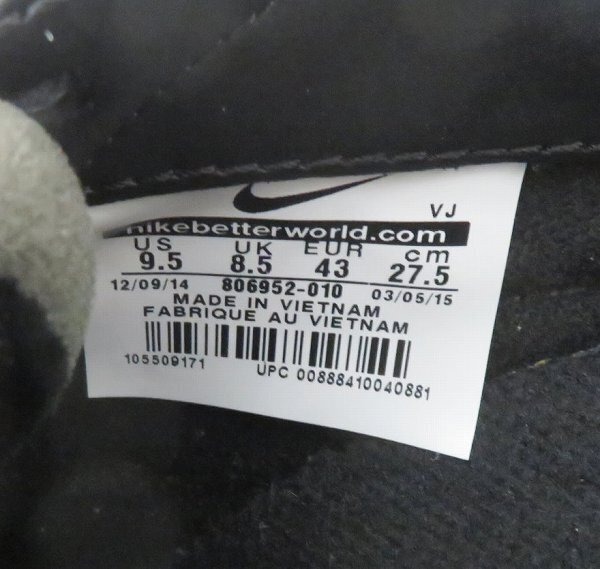 VJ
nikebetterworld.com
US UK EUR cm
9.5 8.5 43 27.5
12/09/14 806952-010 03/05/15
MADE IN VIETNAM
FABRIQUE AU VIETNAM
105509171 UPC 00888410040881